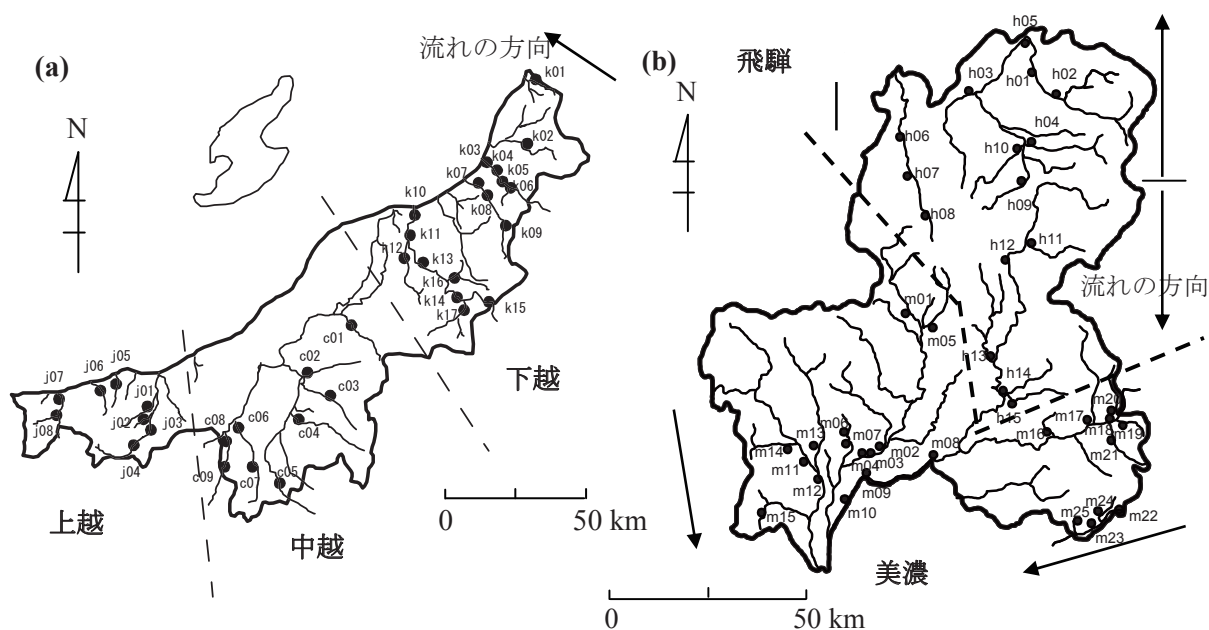 (a)
流れの方向
N
k01
k02
k03
k04
k05
k06
k07
k08
k09
k10
k11
k12
k13
k16
k14
k15
k17
c01
c02
c03
c04
c05
c06
c07
c08
c09
j01
j02
j03
j04
j05
j06
j07
j08
上越
中越
下越
0 50 km
(b)
飛騨
N
h05
h01
h02
h03
h04
h10
h09
h06
h07
h08
h11
h12
流れの方向
m01
m05
h13
h14
h15
m20
m17
m18
m19
m16
m21
m06
m13
m07
m02
m08
m14
m03
m04
m11
m09
m12
m10
m15
m24
m22
m25
m23
美濃
0 50 km